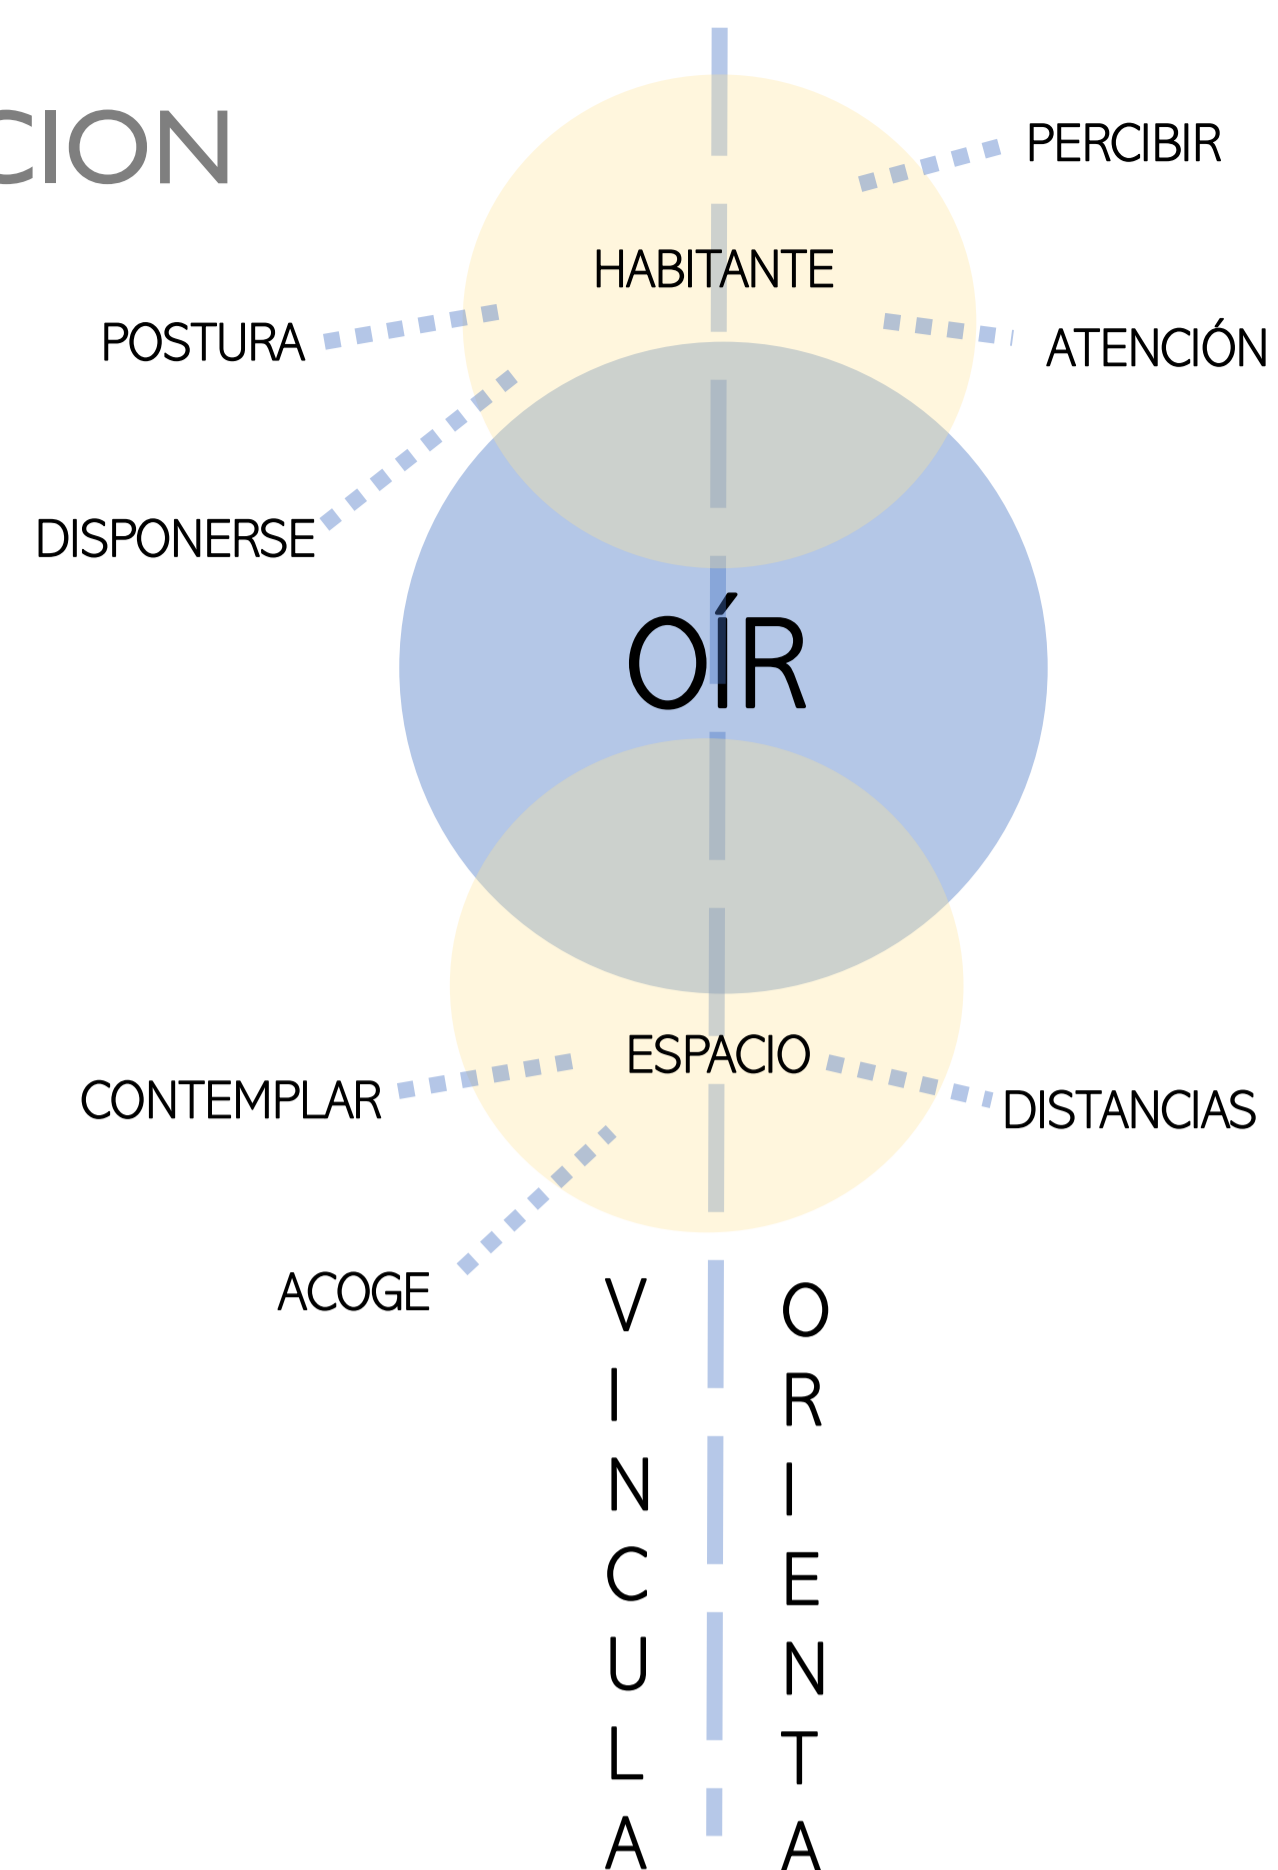 CION
PERCIBIR
HABITANTE
POSTURA
ATENCIÓN
DISPONERSE
OÍR
ESPACIO
CONTEMPLAR
DISTANCIAS
ACOGE
VINCULA
ORIENTA